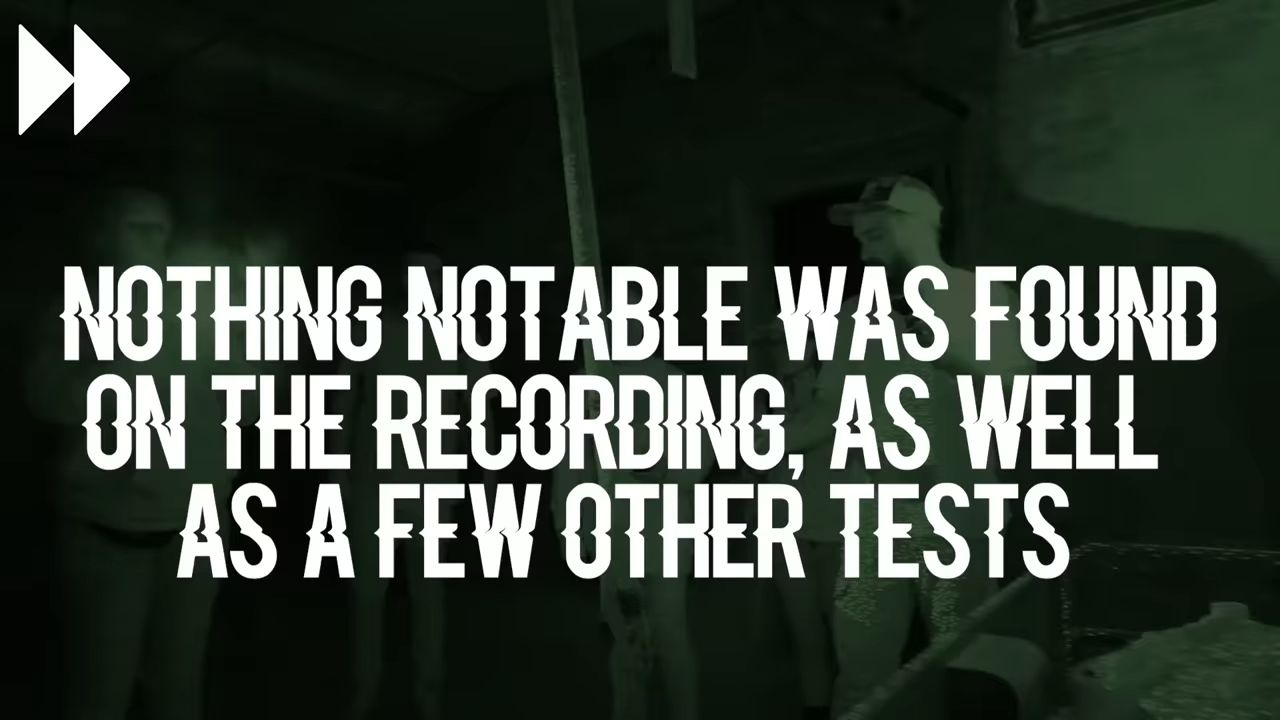 NOTHING NOTABLE WAS FOUND
ON THE RECORDING, AS WELL
AS A FEW OTHER TESTS